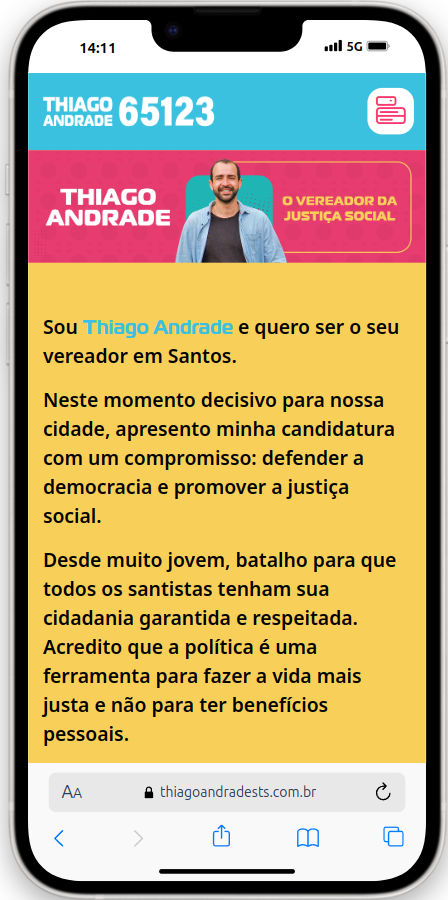 14:11
5G
THIAGO
ANDRADE 65123
THIAGO
ANDRADE
O VEREADOR DA
JUSTIÇA SOCIAL
Sou Thiago Andrade e quero ser o seu
vereador em Santos.
Neste momento decisivo para nossa
cidade, apresento minha candidatura
com um compromisso: defender a
democracia e promover a justiça
social.
Desde muito jovem, batalho para que
todos os santistas tenham sua
cidadania garantida e respeitada.
Acredito que a política é uma
ferramenta para fazer a vida mais
justa e não para ter benefícios
pessoais.
AA
thiagoandradests.com.br